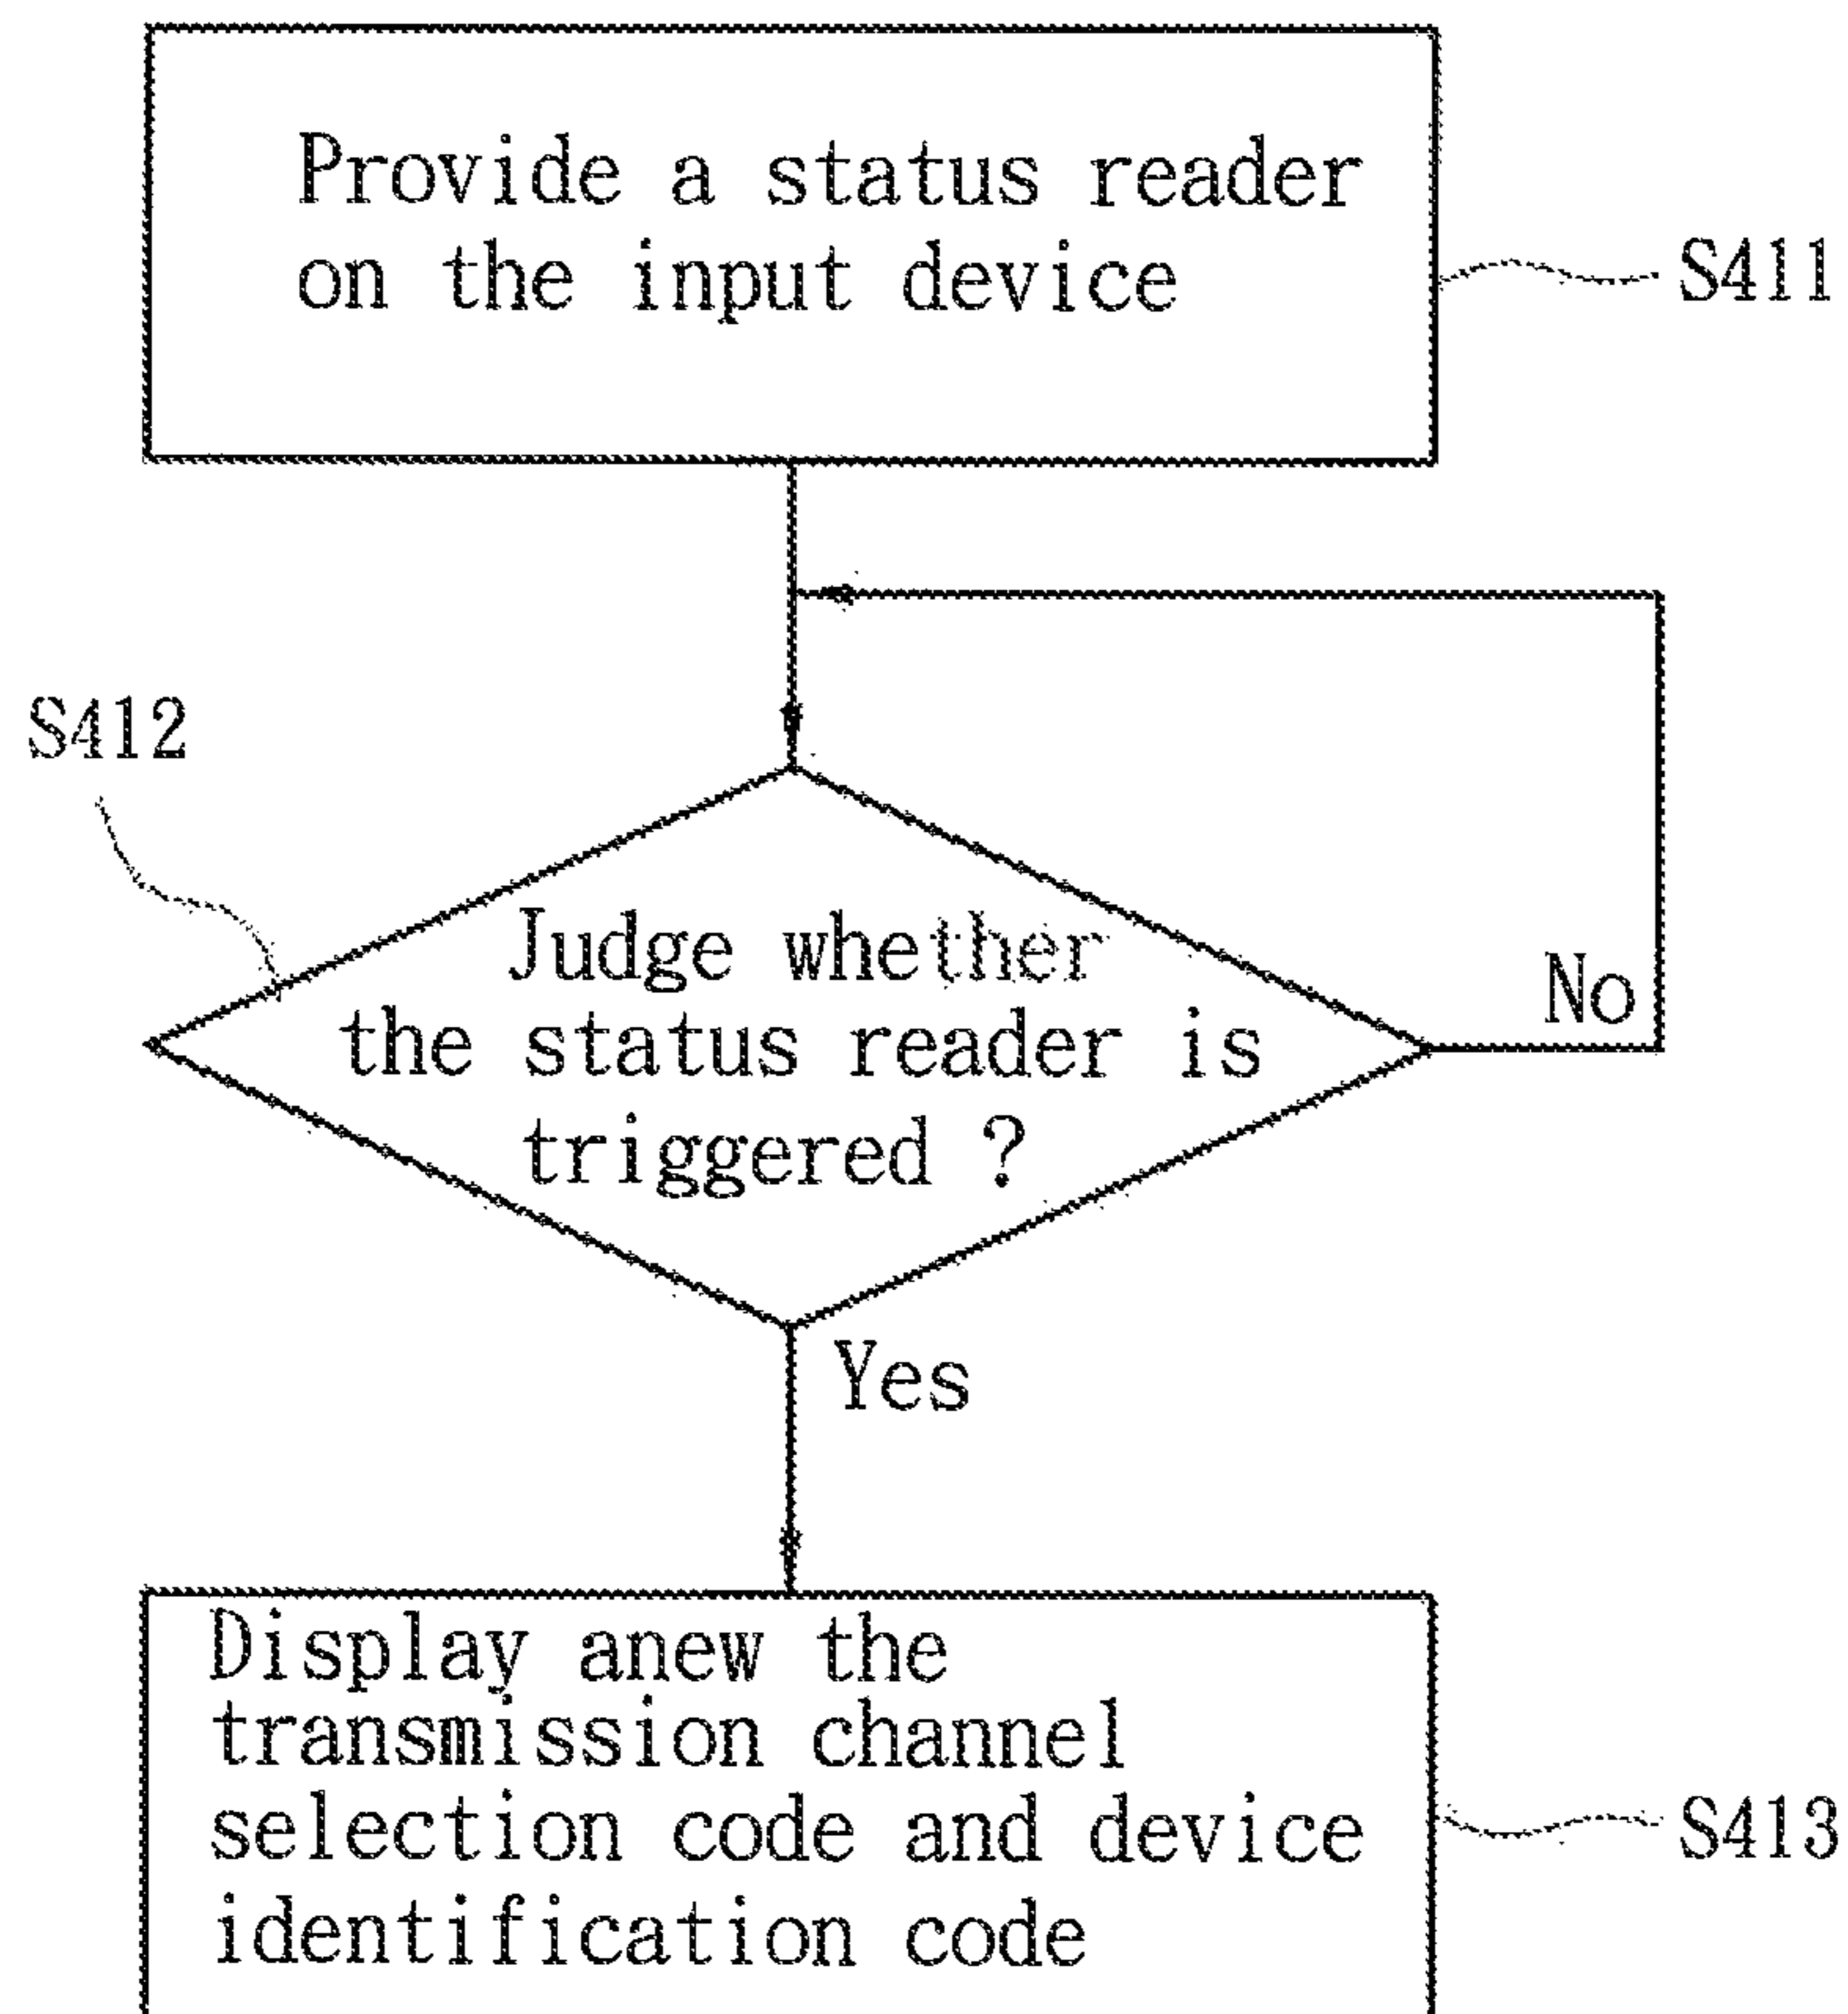 Provide a status reader
on the input device
S411
S412
Judge whether
the status reader is
triggered ?
No
Yes
Display anew the
transmission channel
selection code and device
identification code
S413